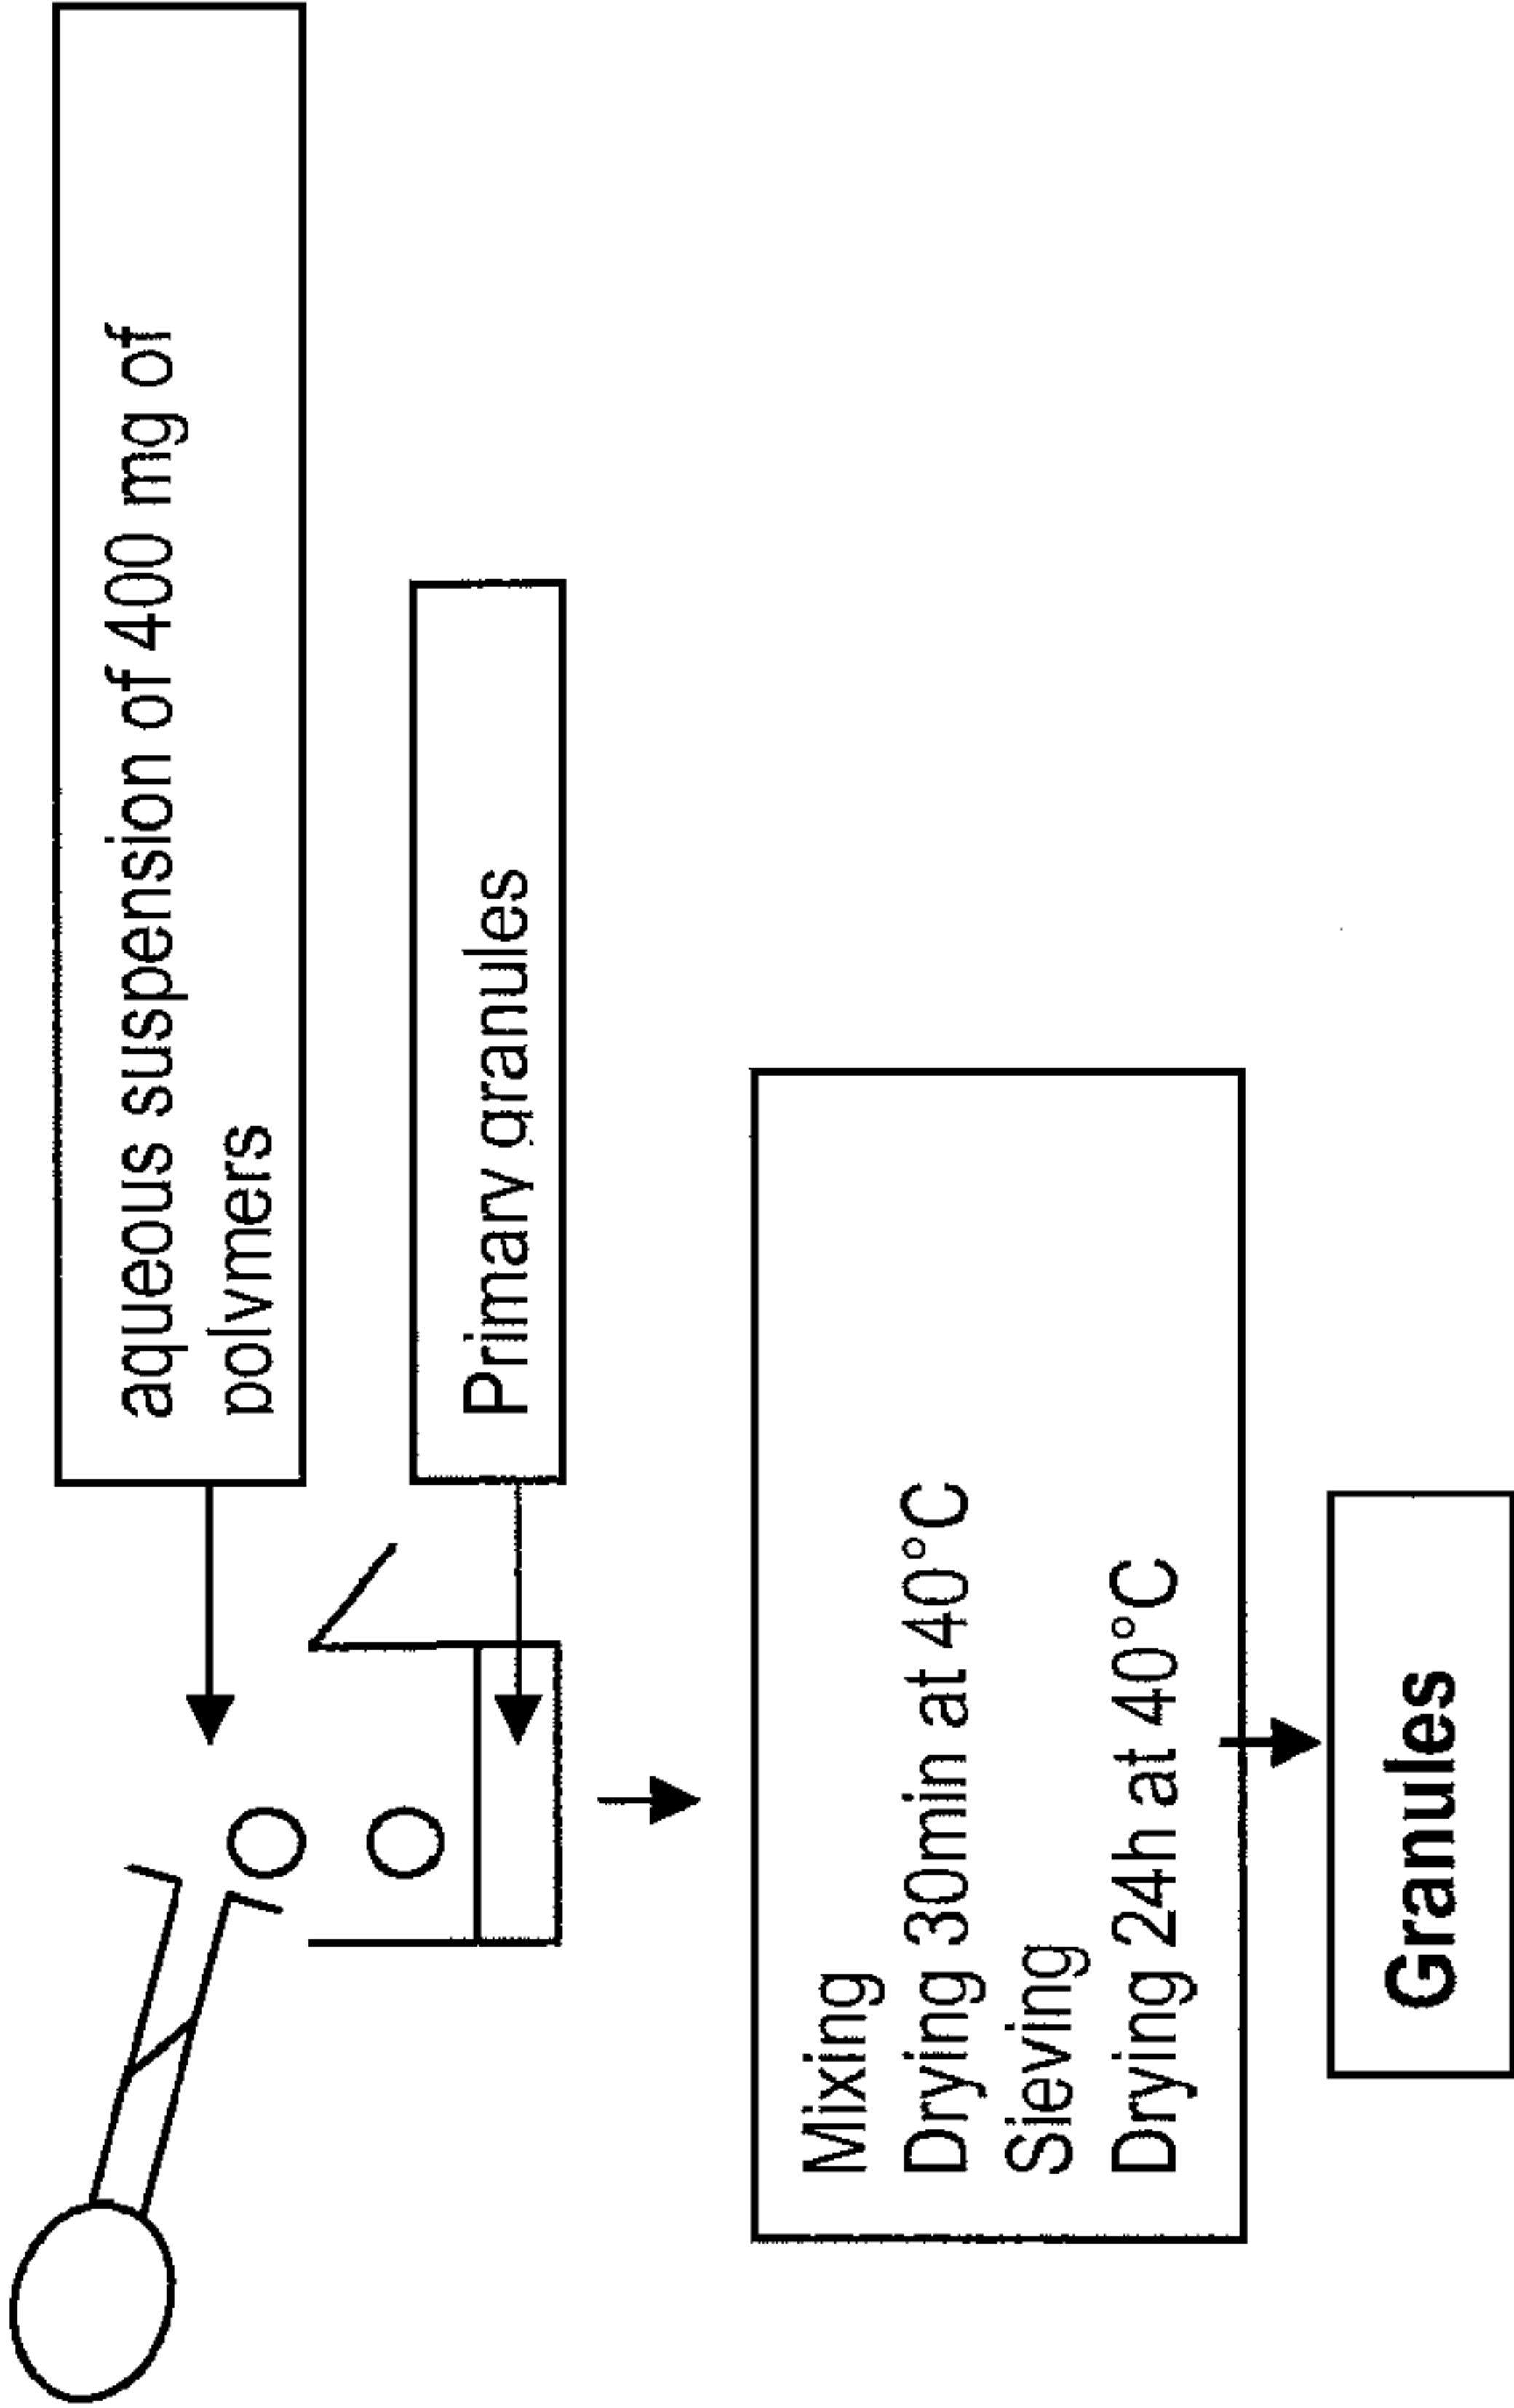 aqueous suspension of 400 mg of
polymers
Primary granules
Mixing
Drying 30min at 40°C
Sieving
Drying 24h at 40°C
Granules